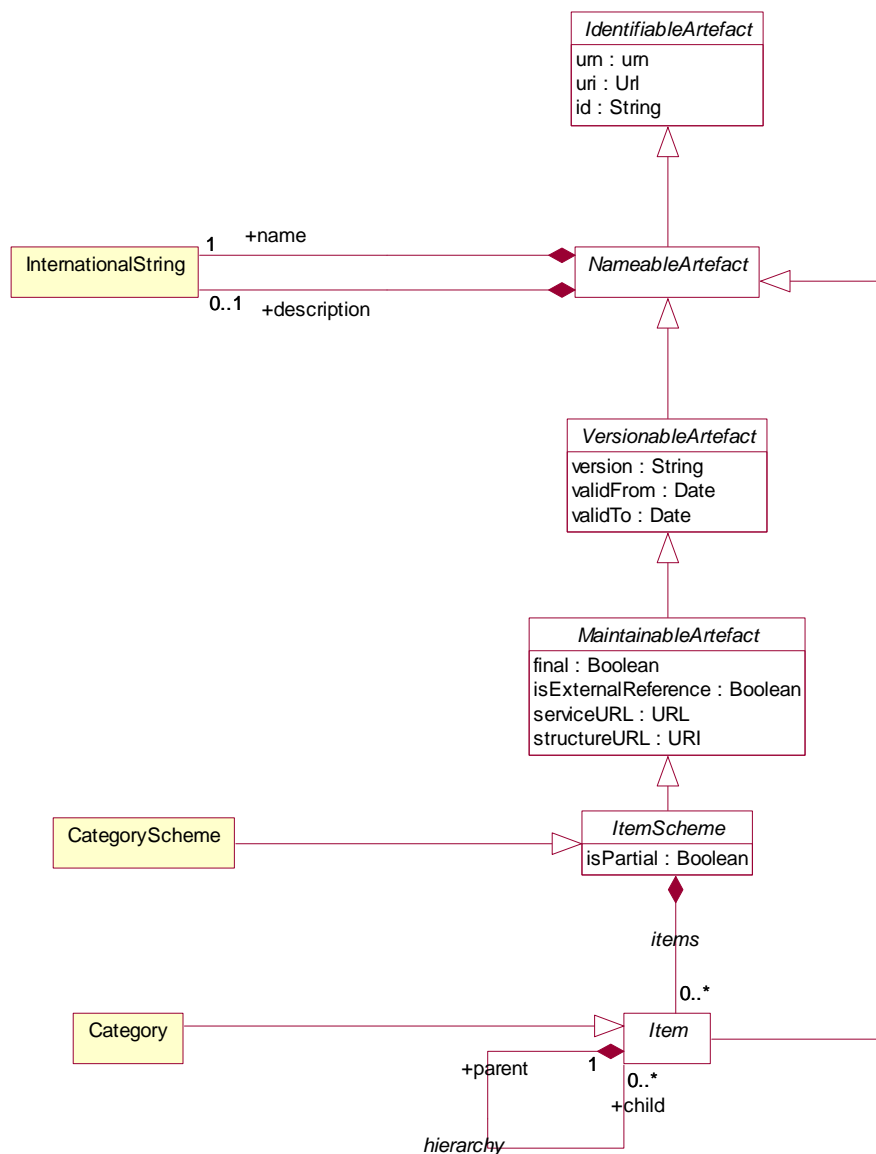 IdentifiableArtefact
urn : urn
uri : Url
id : String
1
+name
InternationalString
NameableArtefact
0..1
+description
VersionableArtefact
version : String
validFrom : Date
validTo : Date
MaintainableArtefact
final : Boolean
isExternalReference : Boolean
serviceURL : URL
structureURL : URI
CategoryScheme
ItemScheme
isPartial : Boolean
items
0..*
Category
Item
+parent
1
0..*
+child
hierarchy